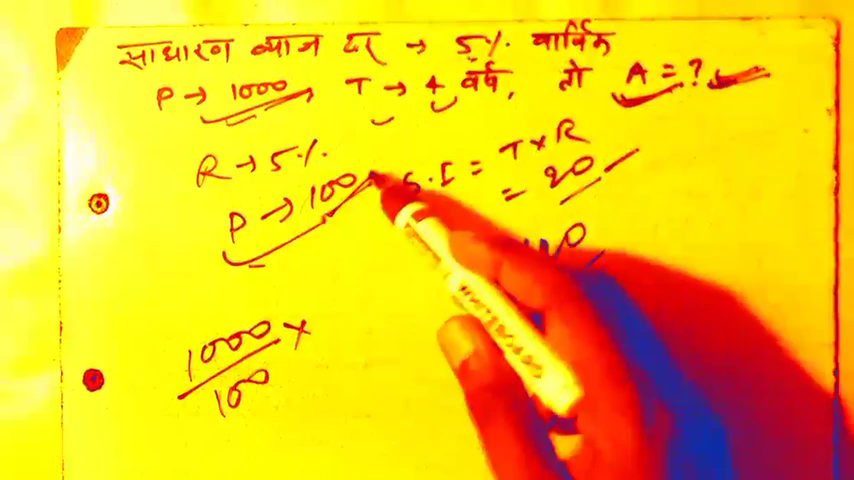 साधारण ब्याज दर → 5% वार्षिक
P → 1000 T → 4 वर्ष, तो A = ?
R → 5%.
P → 100 S.I = T × R
= 20
1000 ×
100